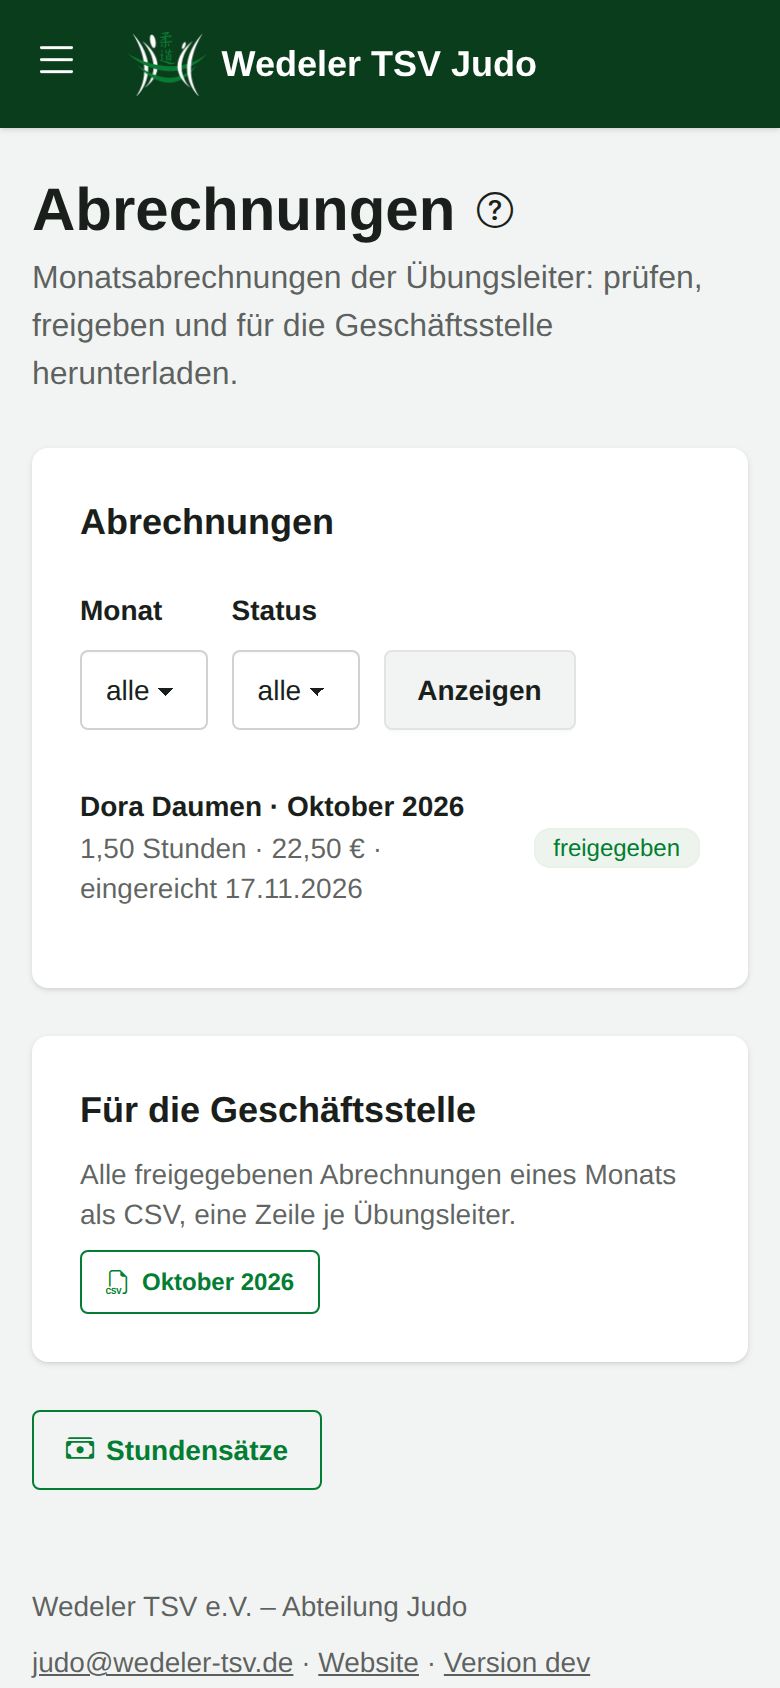 柔道
Wedeler TSV Judo
Abrechnungen ?
Monatsabrechnungen der Übungsleiter: prüfen,
freigeben und für die Geschäftsstelle
herunterladen.
Abrechnungen
Monat Status
alle alle Anzeigen
Dora Daumen · Oktober 2026
1,50 Stunden · 22,50 € ·
eingereicht 17.11.2026
freigegeben
Für die Geschäftsstelle
Alle freigegebenen Abrechnungen eines Monats
als CSV, eine Zeile je Übungsleiter.
CSV Oktober 2026
Stundensätze
Wedeler TSV e.V. – Abteilung Judo
judo@wedeler-tsv.de · Website · Version dev